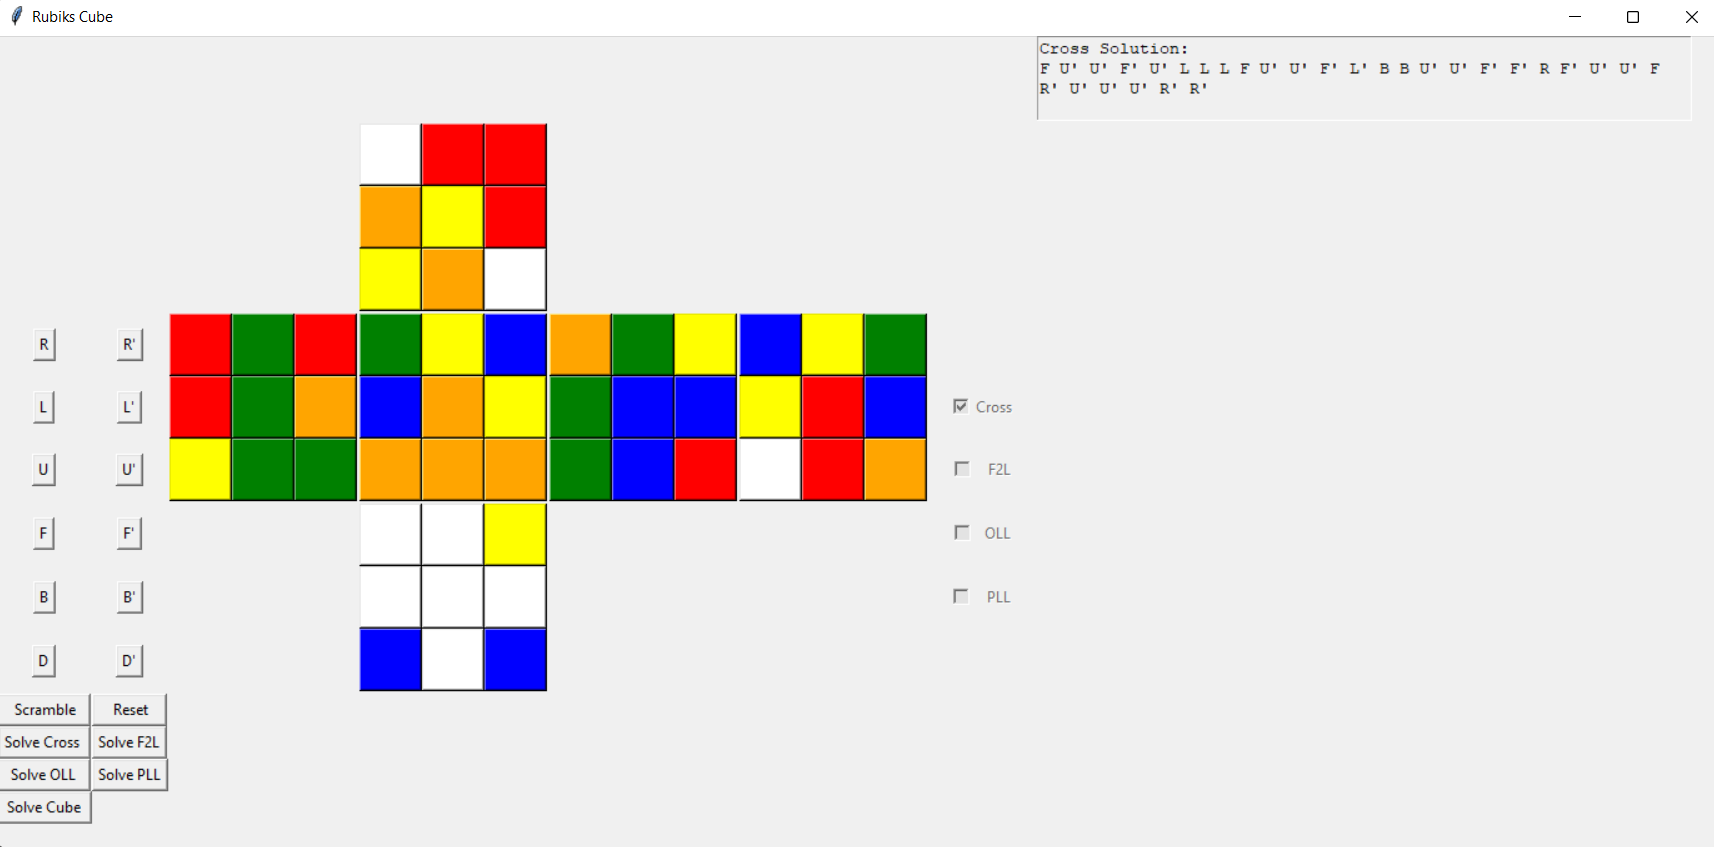 Rubiks Cube
Cross Solution:
F U' U' F' U' L L L F U' U' F' L' B B U' U' F' F' R F' U' U' F
R' U' U' U' R' R'
R R'
L L'
Cross
U U'
F2L
F F'
OLL
B B'
PLL
D D'
Scramble Reset
Solve Cross Solve F2L
Solve OLL Solve PLL
Solve Cube